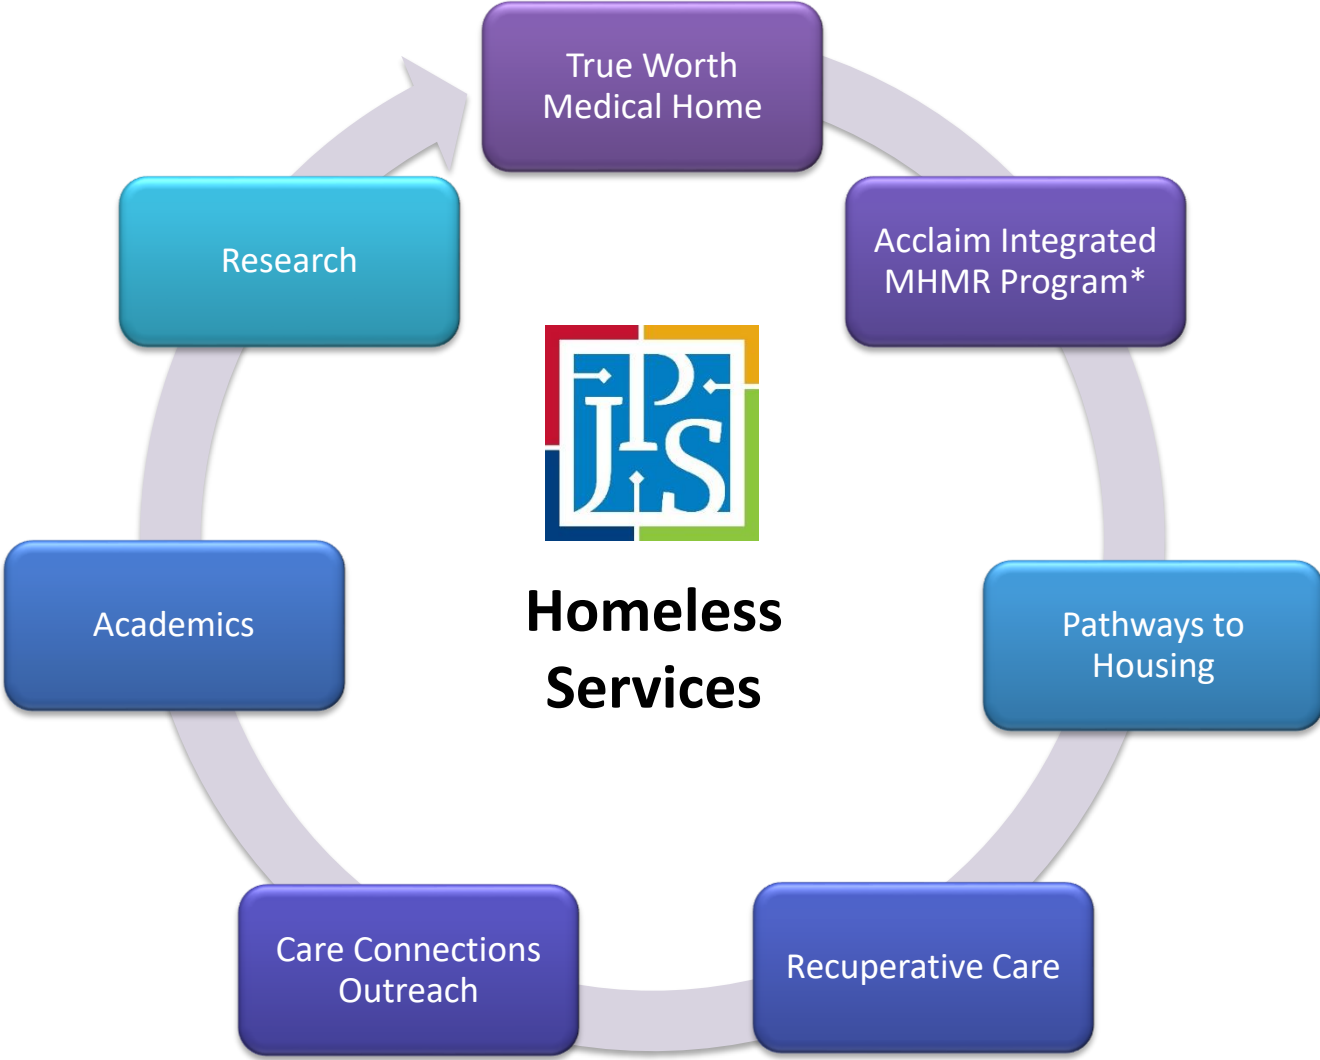 True Worth
Medical Home
Acclaim Integrated
MHMR Program*
Pathways to
Housing
Recuperative Care
Care Connections
Outreach
Academics
Research
JPS
Homeless
Services